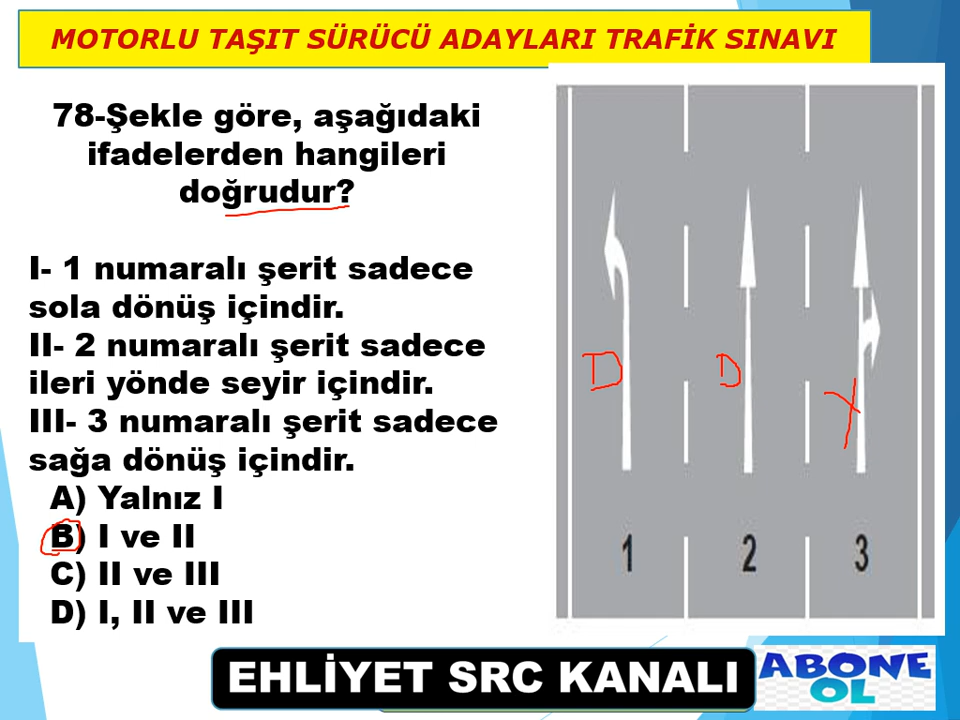 MOTORLU TAŞIT SÜRÜCÜ ADAYLARI TRAFİK SINAVI
78-Şekle göre, aşağıdaki
ifadelerden hangileri
doğrudur?
I- 1 numaralı şerit sadece
sola dönüş içindir.
II- 2 numaralı şerit sadece
ileri yönde seyir içindir.
III- 3 numaralı şerit sadece
sağa dönüş içindir.
A) Yalnız I
B) I ve II
C) II ve III
D) I, II ve III
D D Y
1 2 3
EHLİYET SRC KANALI
ABONE
OL